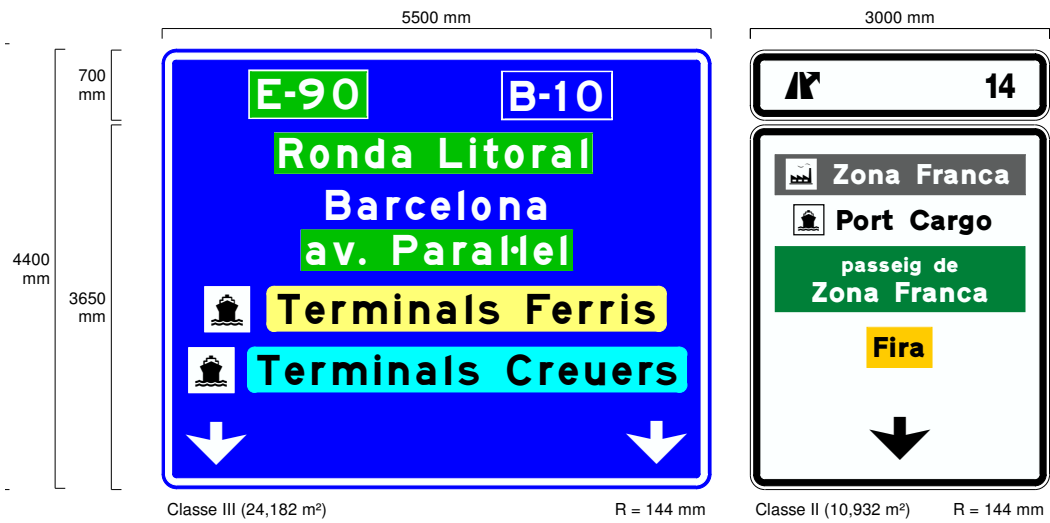 5500 mm
3000 mm
700
mm
4400
mm
3650
mm
E-90 B-10
Ronda Litoral
Barcelona
av. Paral·lel
Terminals Ferris
Terminals Creuers
14
Zona Franca
Port Cargo
passeig de
Zona Franca
Fira
Classe III (24,182 m²) R = 144 mm
Classe II (10,932 m²) R = 144 mm